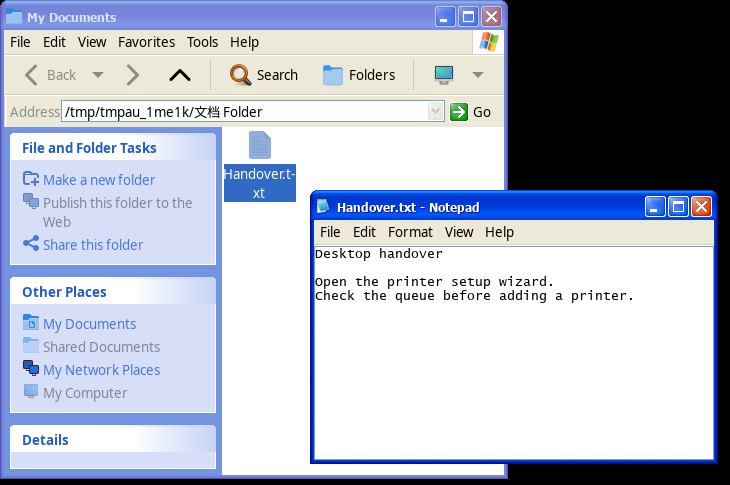 My Documents
File Edit View Favorites Tools Help
Back Search Folders
Address /tmp/tmpau_1me1k/文档 Folder Go
File and Folder Tasks
Make a new folder
Publish this folder to the
Web
Share this folder
Other Places
My Documents
Shared Documents
My Network Places
My Computer
Details
Handover.t-
xt
Handover.txt - Notepad
File Edit Format View Help
Desktop handover
Open the printer setup wizard.
Check the queue before adding a printer.